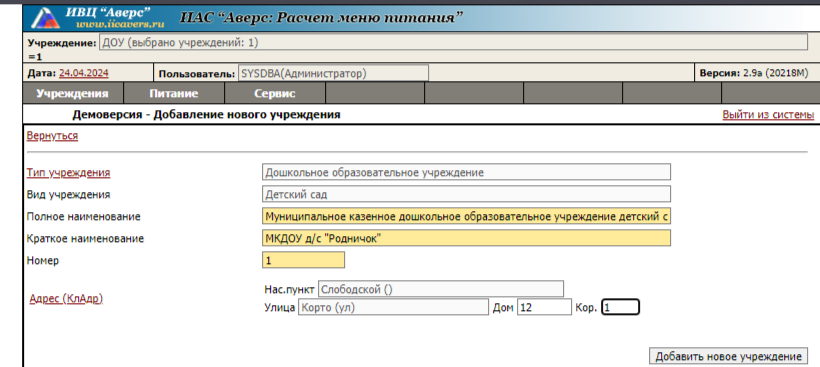 ИВЦ "Аверс"
www.iicavers.ru
ИАС "Аверс: Расчет меню питания"
Учреждение: ДОУ (выбрано учреждений: 1)
=1
Дата: 24.04.2024 Пользователь: SYSDBA(Администратор) Версия: 2.9а (20218М)
Учреждения Питание Сервис
Демоверсия - Добавление нового учреждения Выйти из системы
Вернуться
Тип учреждения Дошкольное образовательное учреждение
Вид учреждения Детский сад
Полное наименование Муниципальное казенное дошкольное образовательное учреждение детский с
Краткое наименование МКДОУ д/с "Родничок"
Номер 1
Нас.пункт Слободской ()
Адрес (КлАдр)
Улица Корто (ул) Дом 12 Кор. 1
Добавить новое учреждение